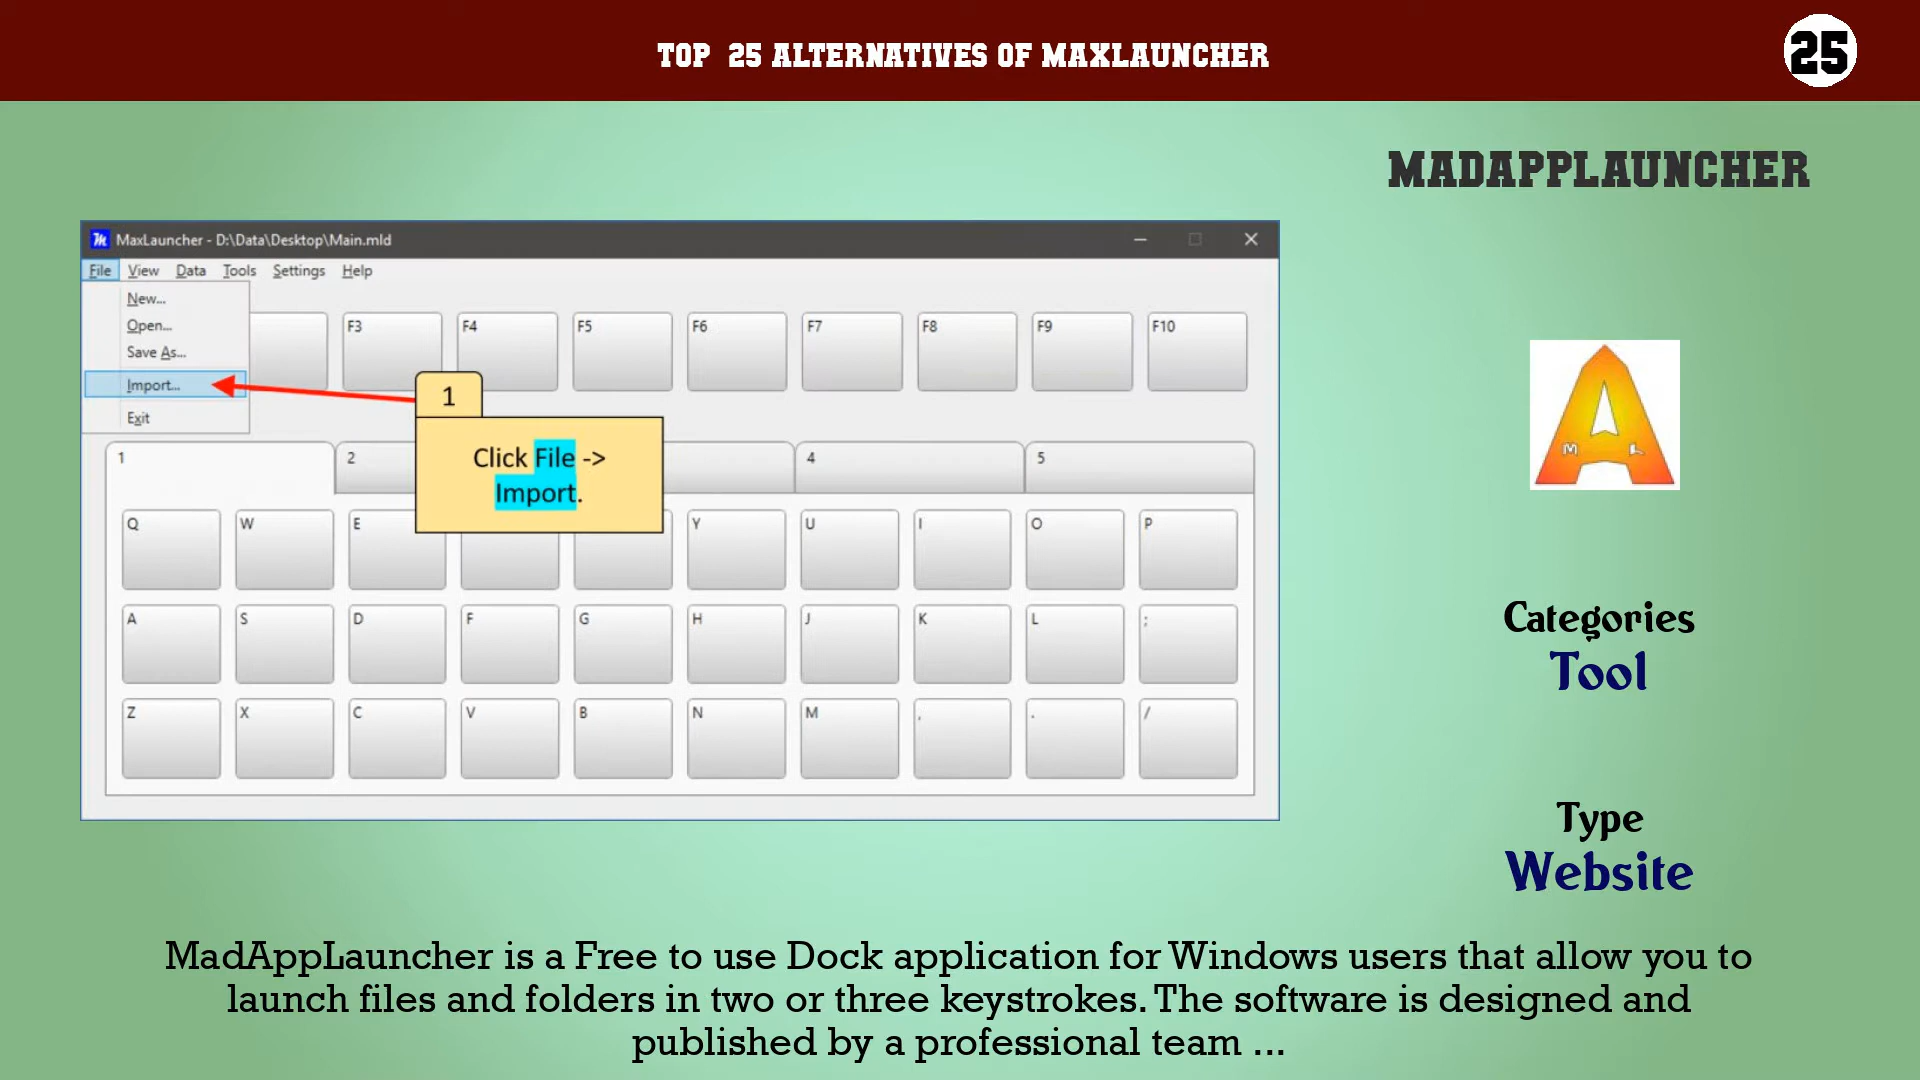 TOP 25 ALTERNATIVES OF MAXLAUNCHER
25
MADAPPLAUNCHER
MaxLauncher - D:\Data\Desktop\Main.mld
File View Data Tools Settings Help
New...
Open...
Save As...
Import...
Exit
F3 F4 F5 F6 F7 F8 F9 F10
1
Click File ->
Import.
1 2 4 5
Q W E Y U I O P
A S D F G H J K L ;
Z X C V B N M , . /
A
M L
Categories
Tool
Type
Website
MadAppLauncher is a Free to use Dock application for Windows users that allow you to
launch files and folders in two or three keystrokes. The software is designed and
published by a professional team ...